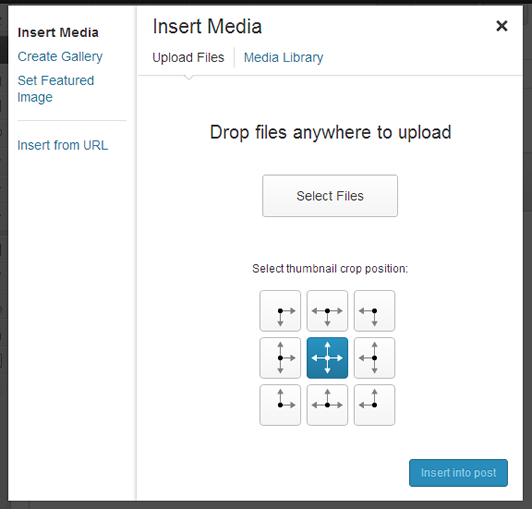 Insert Media
Create Gallery
Set Featured
Image
Insert from URL
Insert Media
Upload Files
Media Library
Drop files anywhere to upload
Select Files
Select thumbnail crop position:
Insert into post